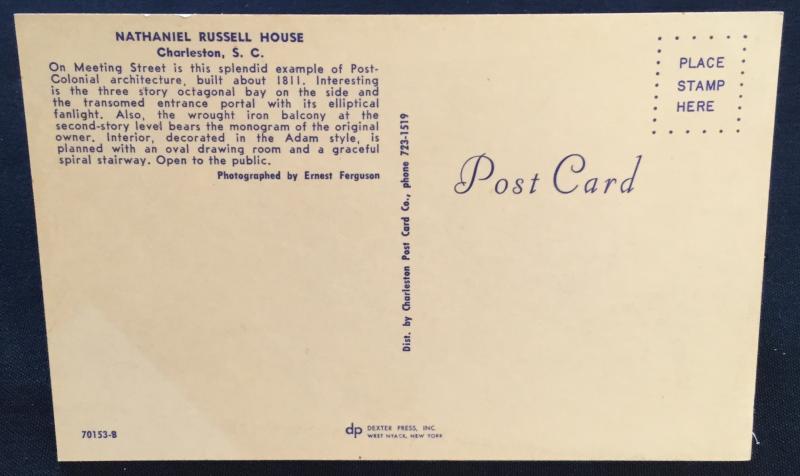 NATHANIEL RUSSELL HOUSE
Charleston, S. C.
On Meeting Street is this splendid example of Post-
Colonial architecture, built about 1811. Interesting
is the three story octagonal bay on the side and
the transomed entrance portal with its elliptical
fanlight. Also, the wrought iron balcony at the
second-story level bears the monogram of the original
owner. Interior, decorated in the Adam style, is
planned with an oval drawing room and a graceful
spiral stairway. Open to the public.
Photographed by Ernest Ferguson
70153-B
Dist. by Charleston Post Card Co., phone 723-1519
dp DEXTER PRESS, INC.
WEST NYACK, NEW YORK
Post Card
PLACE
STAMP
HERE